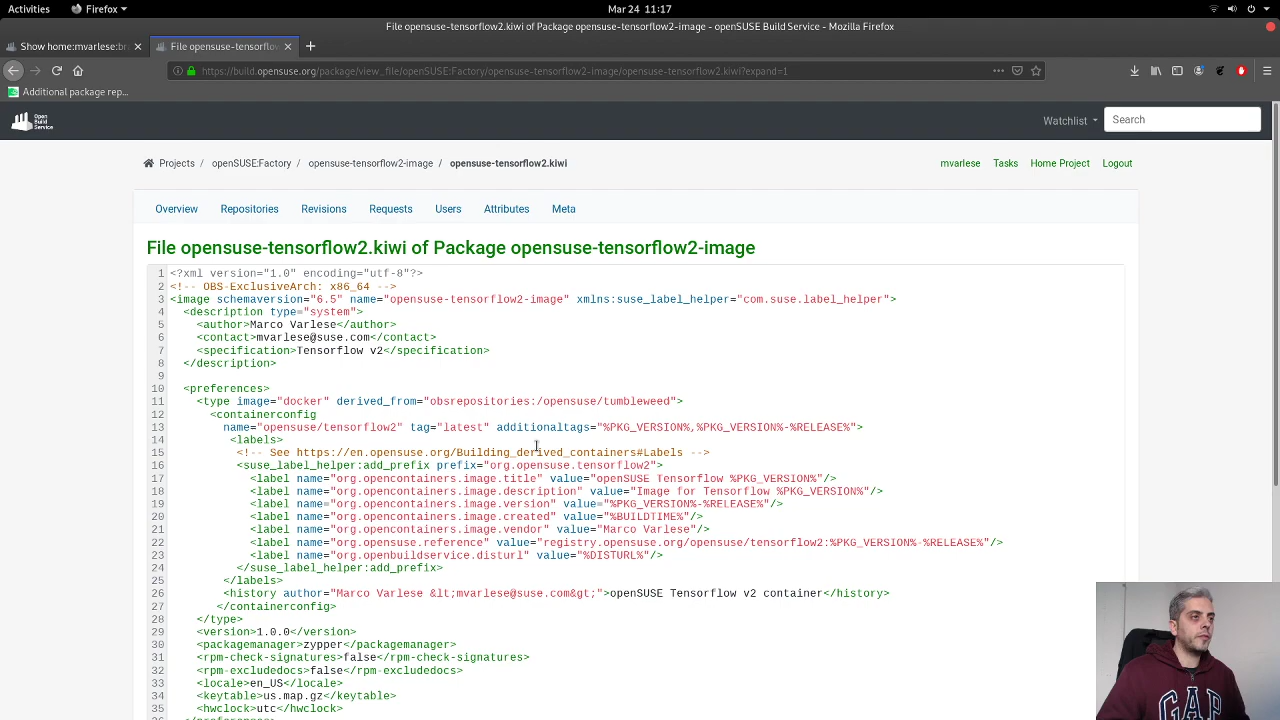 Activities
Firefox
Mar 24 11:17
File opensuse-tensorflow2.kiwi of Package opensuse-tensorflow2-image - openSUSE Build Service - Mozilla Firefox
Show home:mvarlese:bra
File opensuse-tensorflow
https://build.opensuse.org/package/view_file/openSUSE:Factory/opensuse-tensorflow2-image/opensuse-tensorflow2.kiwi?expand=1
Additional package rep...
Open Build Service
Watchlist
Search
Projects / openSUSE:Factory / opensuse-tensorflow2-image / opensuse-tensorflow2.kiwi
mvarlese Tasks Home Project Logout
Overview Repositories Revisions Requests Users Attributes Meta
File opensuse-tensorflow2.kiwi of Package opensuse-tensorflow2-image
1 <?xml version="1.0" encoding="utf-8"?>
2 <!-- OBS-ExclusiveArch: x86_64 -->
3 <image schemaversion="6.5" name="opensuse-tensorflow2-image" xmlns:suse_label_helper="com.suse.label_helper">
4 <description type="system">
5 <author>Marco Varlese</author>
6 <contact>mvarlese@suse.com</contact>
7 <specification>Tensorflow v2</specification>
8 </description>
9
10 <preferences>
11 <type image="docker" derived_from="obsrepositories:/opensuse/tumbleweed">
12 <containerconfig
13 name="opensuse/tensorflow2" tag="latest" additionaltags="%PKG_VERSION%,%PKG_VERSION%-%RELEASE%">
14 <labels>
15 <!-- See https://en.opensuse.org/Building_derived_containers#Labels -->
16 <suse_label_helper:add_prefix prefix="org.opensuse.tensorflow2">
17 <label name="org.opencontainers.image.title" value="openSUSE Tensorflow %PKG_VERSION%"/>
18 <label name="org.opencontainers.image.description" value="Image for Tensorflow %PKG_VERSION%"/>
19 <label name="org.opencontainers.image.version" value="%PKG_VERSION%-%RELEASE%"/>
20 <label name="org.opencontainers.image.created" value="%BUILDTIME%"/>
21 <label name="org.opencontainers.image.vendor" value="Marco Varlese"/>
22 <label name="org.opensuse.reference" value="registry.opensuse.org/opensuse/tensorflow2:%PKG_VERSION%-%RELEASE%"/>
23 <label name="org.openbuildservice.disturl" value="%DISTURL%"/>
24 </suse_label_helper:add_prefix>
25 </labels>
26 <history author="Marco Varlese &lt;mvarlese@suse.com&gt;">openSUSE Tensorflow v2 container</history>
27 </containerconfig>
28 </type>
29 <version>1.0.0</version>
30 <packagemanager>zypper</packagemanager>
31 <rpm-check-signatures>false</rpm-check-signatures>
32 <rpm-excludedocs>false</rpm-excludedocs>
33 <locale>en_US</locale>
34 <keytable>us.map.gz</keytable>
35 <hwclock>utc</hwclock>
36 </preferences>
GAP